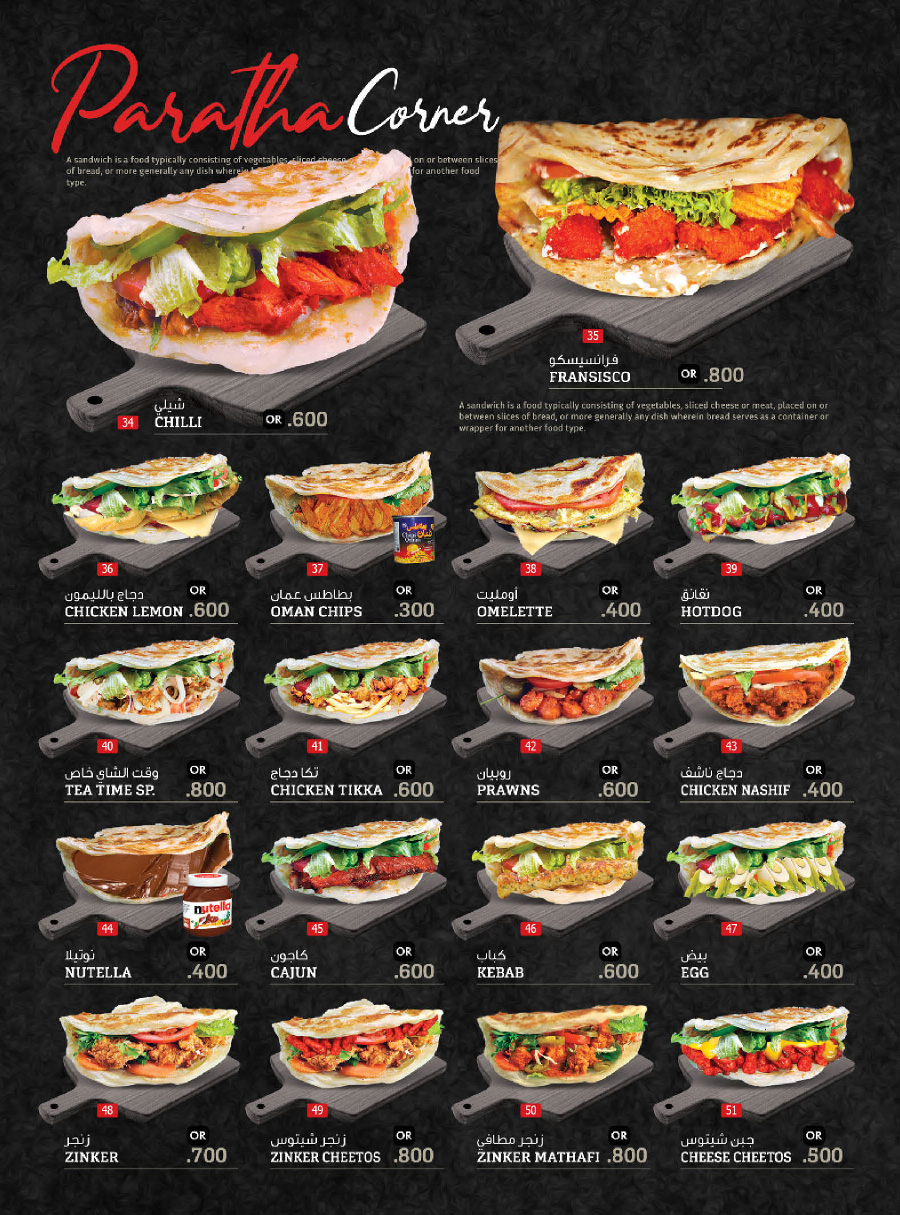 Paratha Corner
A sandwich is a food typically consisting of vegetables, sliced cheese on or between slices
of bread, or more generally any dish wherein for another food
type.
35
فرانسيسكو
FRANSISCO OR .800
شيلي
34 CHILLI OR .600
A sandwich is a food typically consisting of vegetables, sliced cheese or meat, placed on or
between slices of bread, or more generally any dish wherein bread serves as a container or
wrapper for another food type.
36
دجاج بالليمون OR
CHICKEN LEMON .600
37
بطاطس عمان OR
OMAN CHIPS .300
38
أومليت OR
OMELETTE .400
39
نقانق OR
HOTDOG .400
40
وقت الشاي خاص OR
TEA TIME SP. .800
41
تكا دجاج OR
CHICKEN TIKKA .600
42
روبيان OR
PRAWNS .600
43
دجاج ناشف OR
CHICKEN NASHIF .400
nutella
44
نوتيلا OR
NUTELLA .400
45
كاجون OR
CAJUN .600
46
كباب OR
KEBAB .600
47
بيض OR
EGG .400
48
زنجر OR
ZINKER .700
49
زنجر شيتوس OR
ZINKER CHEETOS .800
50
زنجر مطافي OR
ZINKER MATHAFI .800
51
جبن شيتوس OR
CHEESE CHEETOS .500